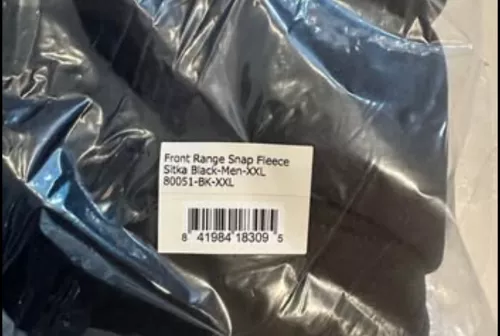 Front Range Snap Fleece
Sitka Black-Men-XXL
80051-BK-XXL
8 41984 18309 5